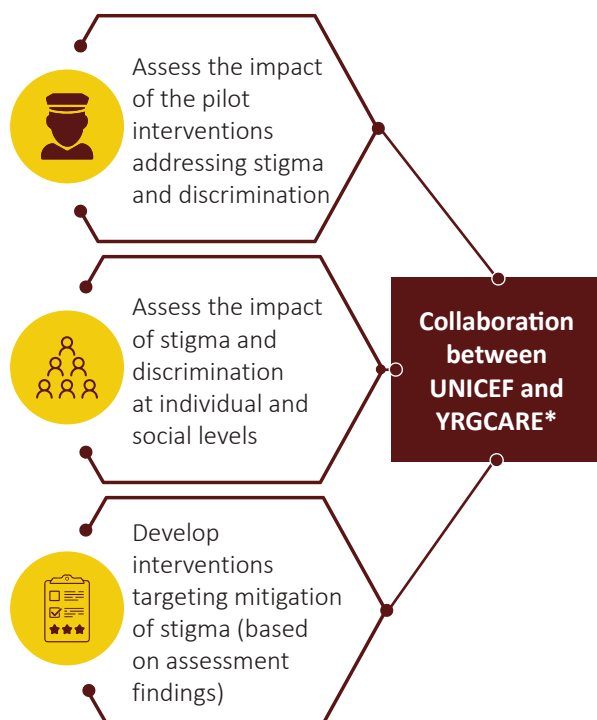 Assess the impact
of the pilot
interventions
addressing stigma
and discrimination
Assess the impact
of stigma and
discrimination
at individual and
social levels
Develop
interventions
targeting mitigation
of stigma (based
on assessment
findings)
Collaboration
between
UNICEF and
YRGCARE*